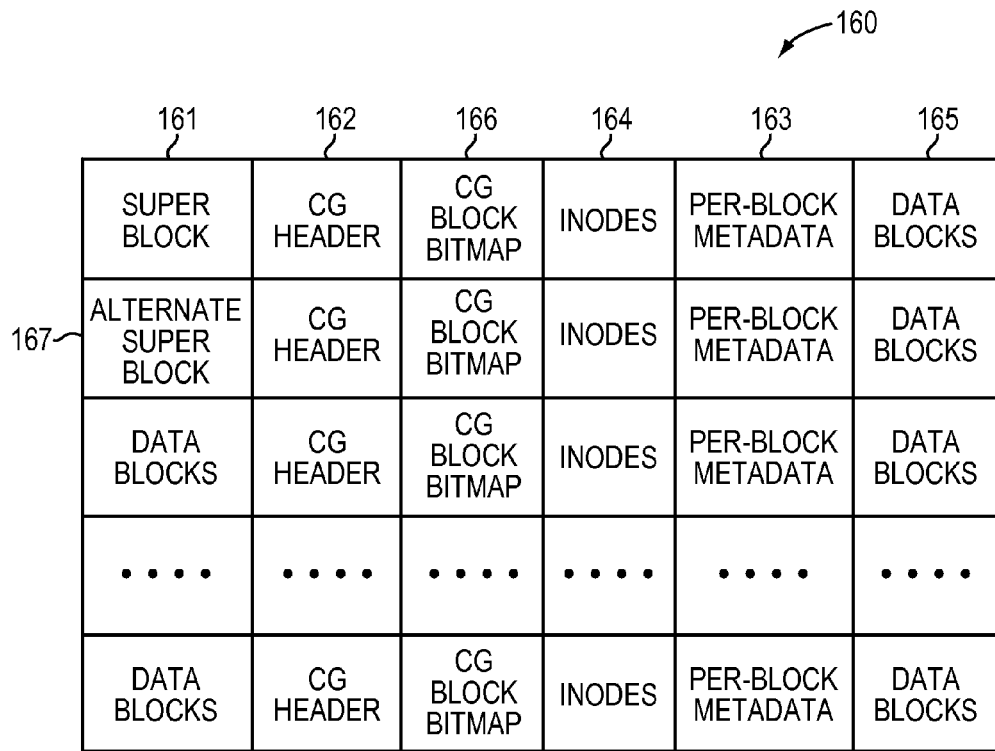 160
161 162 166 164 163 165
SUPER BLOCK CG HEADER CG BLOCK BITMAP INODES PER-BLOCK METADATA DATA BLOCKS
167 ALTERNATE SUPER BLOCK CG HEADER CG BLOCK BITMAP INODES PER-BLOCK METADATA DATA BLOCKS
DATA BLOCKS CG HEADER CG BLOCK BITMAP INODES PER-BLOCK METADATA DATA BLOCKS
• • • • • • • • • • • • • • • • • • • • • • • •
DATA BLOCKS CG HEADER CG BLOCK BITMAP INODES PER-BLOCK METADATA DATA BLOCKS